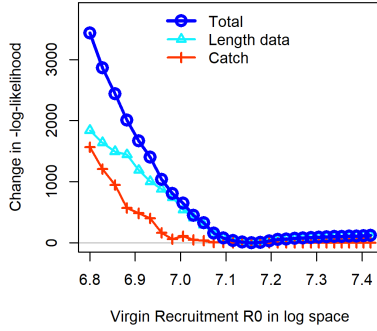 Total
Length data
Catch
Change in -log-likelihood
3000
2000
1000
0
6.8 6.9 7.0 7.1 7.2 7.3 7.4
Virgin Recruitment R0 in log space